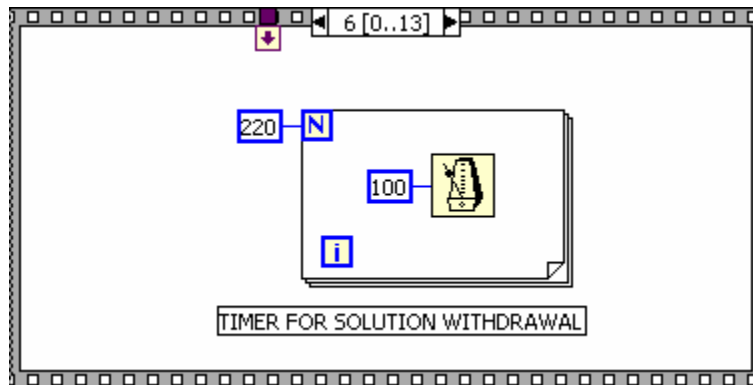 6 [0..13]
220
N
100
i
TIMER FOR SOLUTION WITHDRAWAL